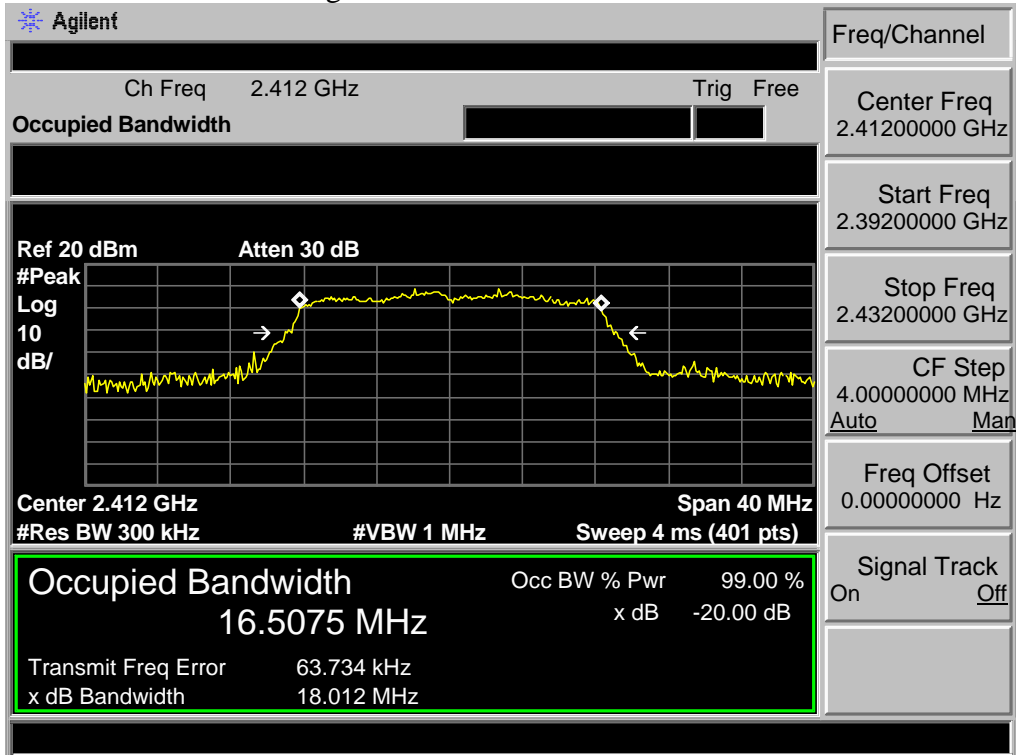 Agilent
Freq/Channel
Ch Freq 2.412 GHz Trig Free
Occupied Bandwidth
Center Freq
2.41200000 GHz
Start Freq
2.39200000 GHz
Stop Freq
2.43200000 GHz
CF Step
4.00000000 MHz
Auto Man
Freq Offset
0.00000000 Hz
Signal Track
On Off
Ref 20 dBm Atten 30 dB
#Peak
Log
10
dB/
Center 2.412 GHz Span 40 MHz
#Res BW 300 kHz #VBW 1 MHz Sweep 4 ms (401 pts)
Occupied Bandwidth Occ BW % Pwr 99.00 %
16.5075 MHz x dB -20.00 dB
Transmit Freq Error 63.734 kHz
x dB Bandwidth 18.012 MHz